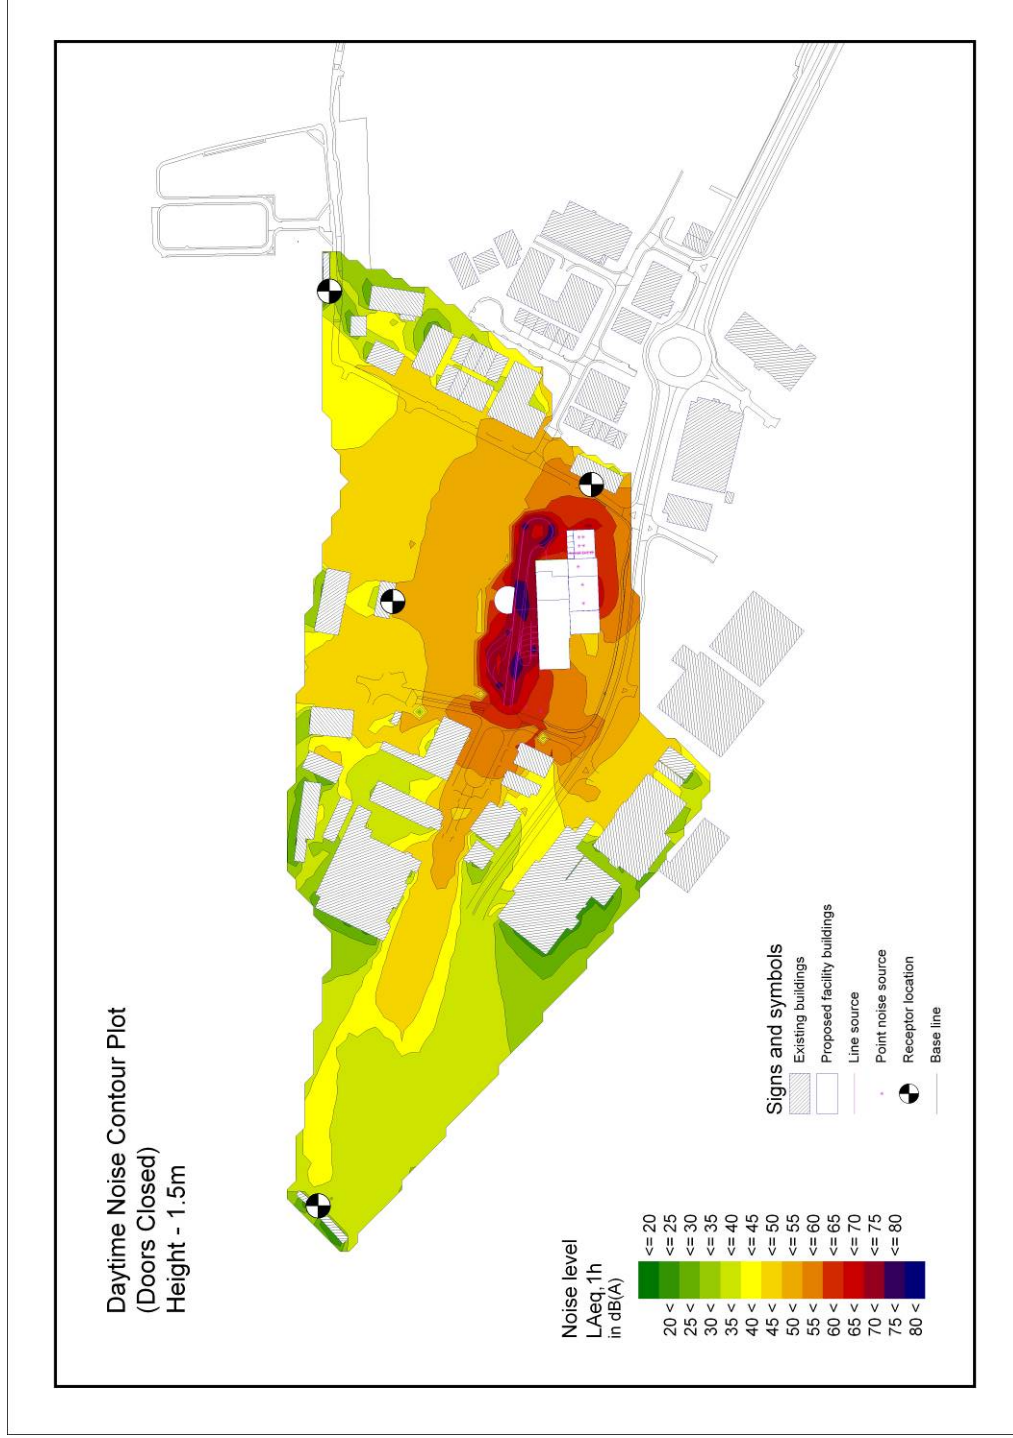 Daytime Noise Contour Plot
(Doors Closed)
Height - 1.5m
Noise level
LAeq,1h
in dB(A)
<= 20
20 < <= 25
25 < <= 30
30 < <= 35
35 < <= 40
40 < <= 45
45 < <= 50
50 < <= 55
55 < <= 60
60 < <= 65
65 < <= 70
70 < <= 75
75 < <= 80
80 <
Signs and symbols
Existing buildings
Proposed facility buildings
Line source
Point noise source
Receptor location
Base line